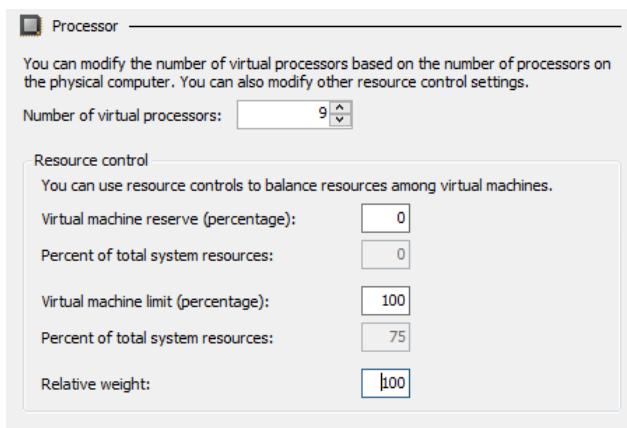 Processor
You can modify the number of virtual processors based on the number of processors on
the physical computer. You can also modify other resource control settings.
Number of virtual processors: 9
Resource control
You can use resource controls to balance resources among virtual machines.
Virtual machine reserve (percentage): 0
Percent of total system resources: 0
Virtual machine limit (percentage): 100
Percent of total system resources: 75
Relative weight: 100